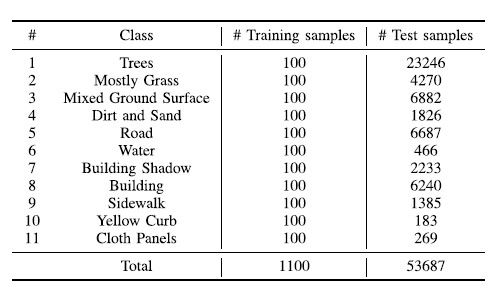 # Class # Training samples # Test samples
1 Trees 100 23246
2 Mostly Grass 100 4270
3 Mixed Ground Surface 100 6882
4 Dirt and Sand 100 1826
5 Road 100 6687
6 Water 100 466
7 Building Shadow 100 2233
8 Building 100 6240
9 Sidewalk 100 1385
10 Yellow Curb 100 183
11 Cloth Panels 100 269
Total 1100 53687